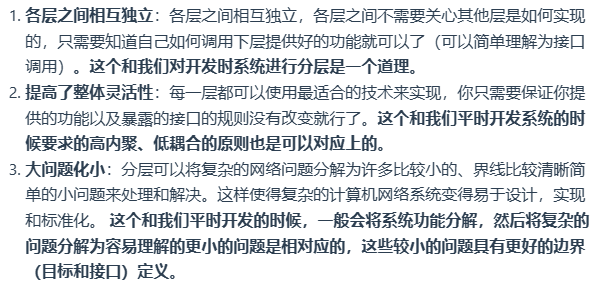 1. 各层之间相互独立：各层之间相互独立，各层之间不需要关心其他层是如何实现
的，只需要知道自己如何调用下层提供好的功能就可以了（可以简单理解为接口
调用）。这个和我们对开发时系统进行分层是一个道理。
2. 提高了整体灵活性：每一层都可以使用最适合的技术来实现，你只需要保证你提
供的功能以及暴露的接口的规则没有改变就行了。这个和我们平时开发系统的时
候要求的高内聚、低耦合的原则也是可以对应上的。
3. 大问题化小：分层可以将复杂的网络问题分解为许多比较小的、界线比较清晰简
单的小问题来处理和解决。这样使得复杂的计算机网络系统变得易于设计，实现
和标准化。 这个和我们平时开发的时候，一般会将系统功能分解，然后将复杂的
问题分解为容易理解的更小的问题是相对应的，这些较小的问题具有更好的边界
（目标和接口）定义。